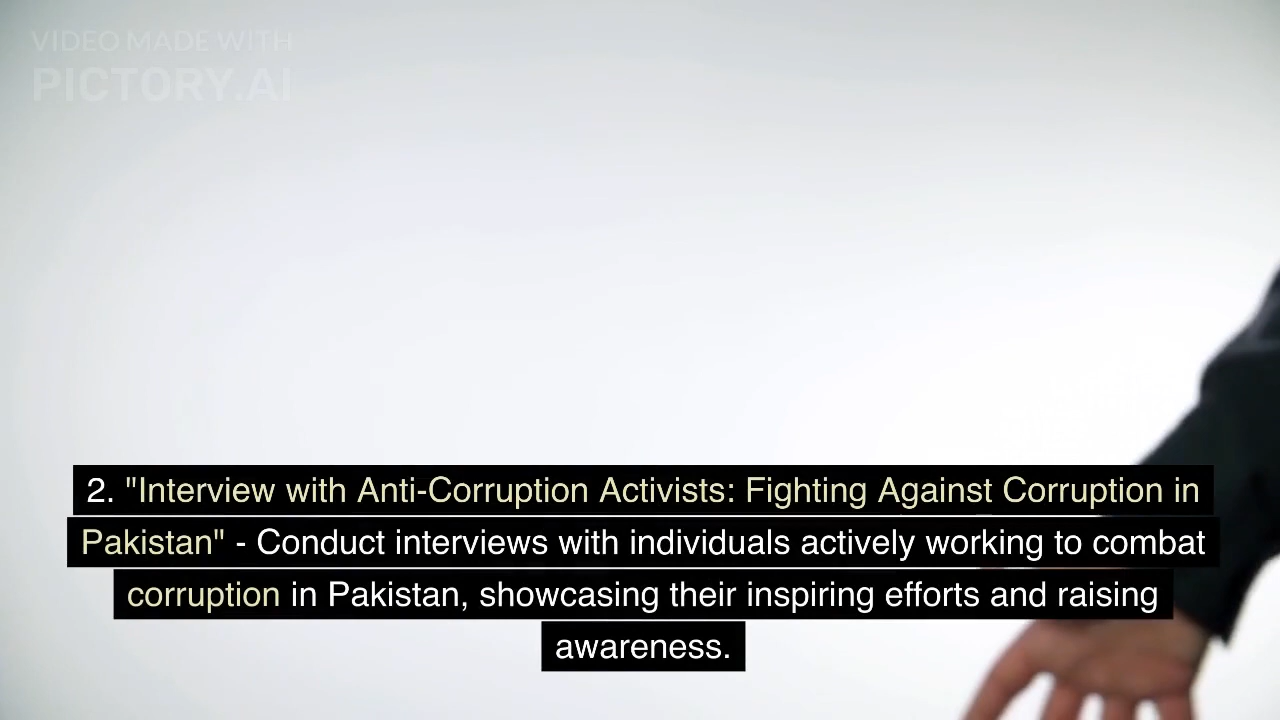 VIDEO MADE WITH
PICTORY.AI
2. "Interview with Anti-Corruption Activists: Fighting Against Corruption in
Pakistan" - Conduct interviews with individuals actively working to combat
corruption in Pakistan, showcasing their inspiring efforts and raising
awareness.